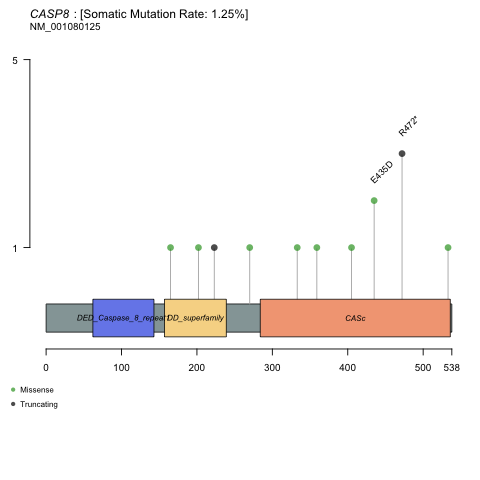 CASP8 : [Somatic Mutation Rate: 1.25%]
NM_001080125
5
R472*
E435D
1
DED_Caspase_8_repeat1
DD_superfamily
CASc
0 100 200 300 400 500 538
Missense
Truncating